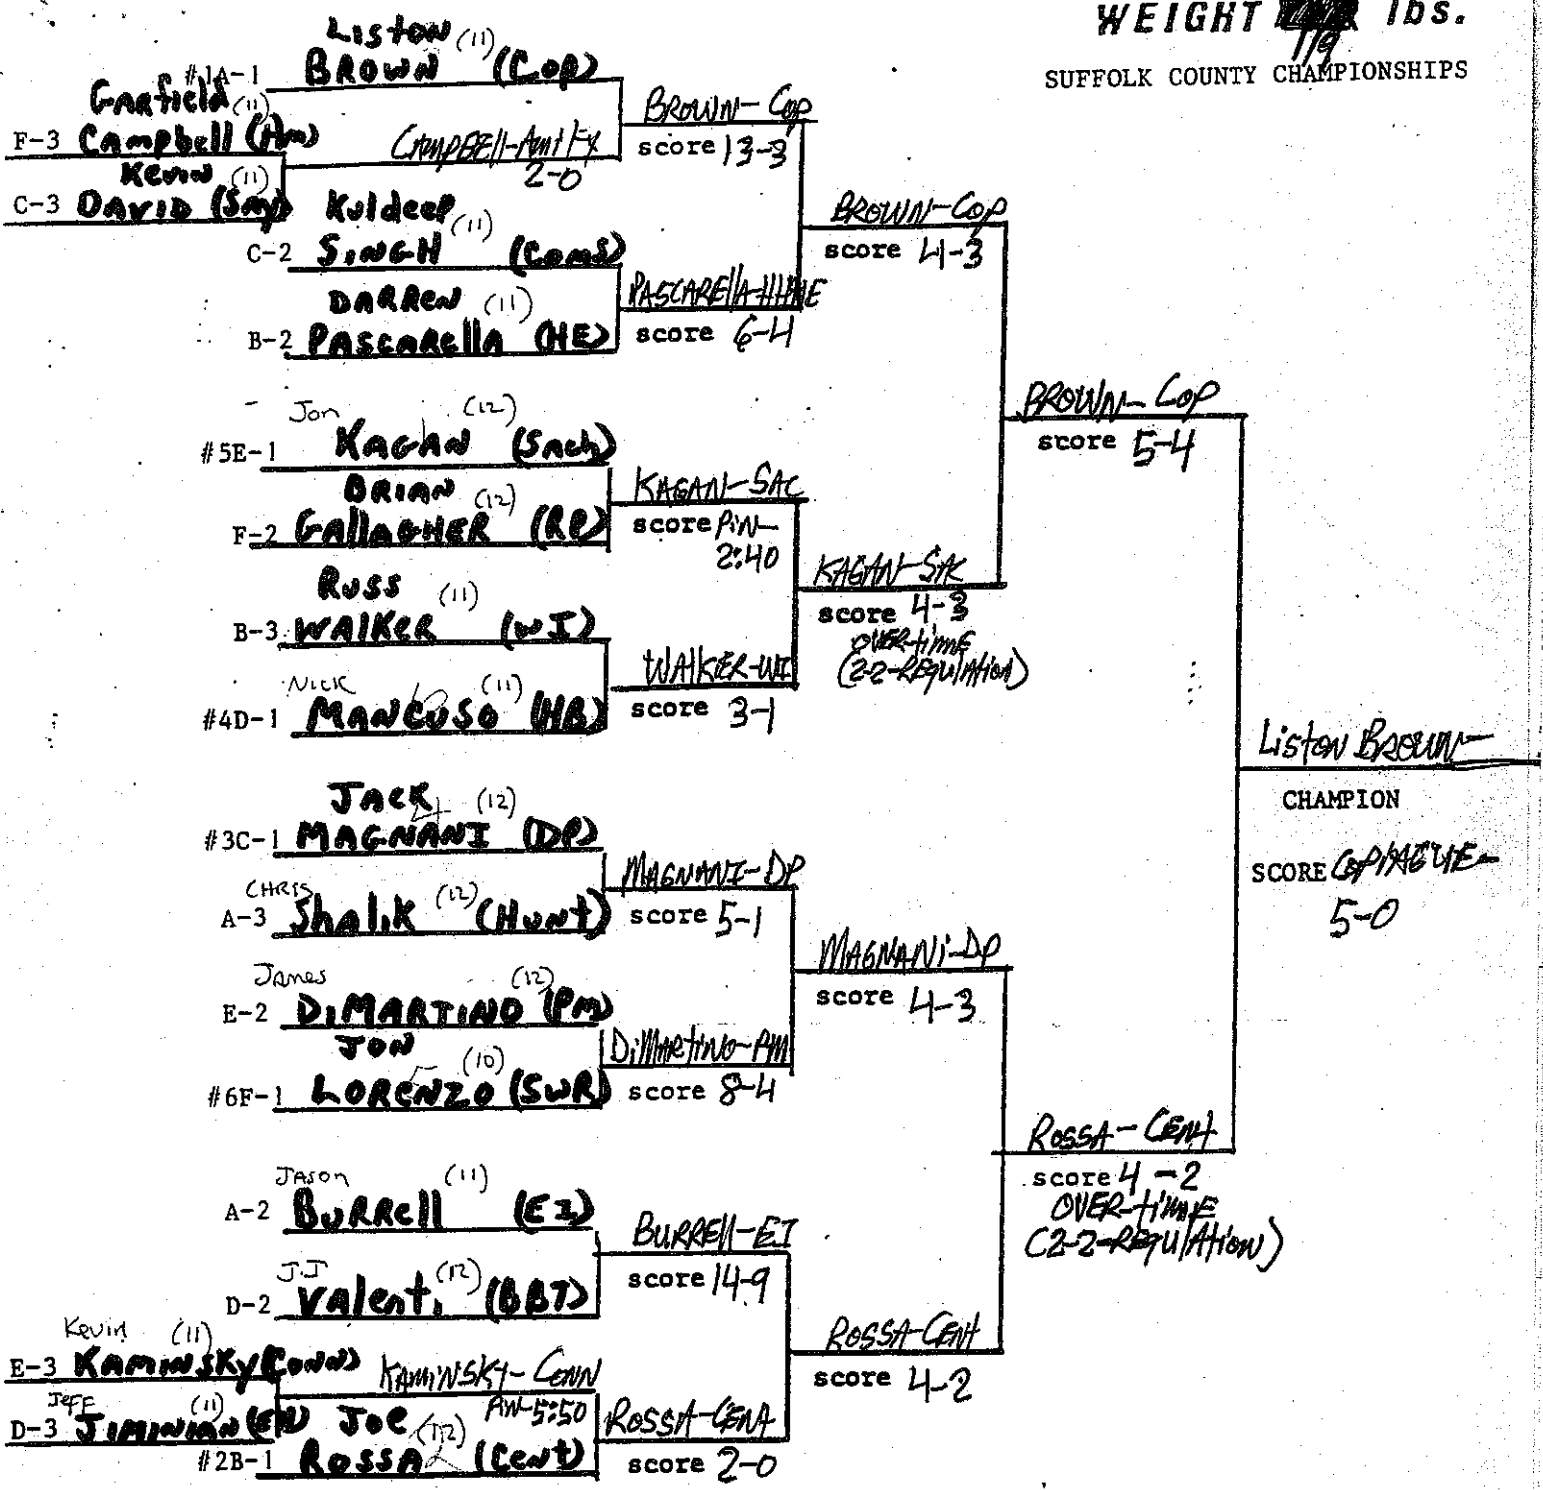 WEIGHT 119 lbs.
SUFFOLK COUNTY CHAMPIONSHIPS
#1A-1 Liston (11)
BROWN (Cop)
Garfield (11)
F-3 Campbell (Am)
CAMPBEll-Amity
2-0
Kevin (11)
C-3 DAVID (Say)
BROWN-Cop
score 13-3
Kuldeep (11)
C-2 SINGH (Coms)
DARREN (11)
B-2 PASCARella (HE)
PASCAREllA-HHHE
score 6-4
BROWN-Cop
score 4-3
Jon (12)
#5E-1 KAGAN (Sach)
BRIAN (12)
F-2 GAllAGHER (RP)
KAGAN-SAC
score PiN-
2:40
Russ (11)
B-3 WAlKeR (WI)
Nick (11)
#4D-1 MANCUSO (HB)
WAlKER-WI
score 3-1
KAGAN-SAC
score 4-3
OVER-timE
(2-2-REgulAtion)
BROWN-Cop
score 5-4
Liston BROWN-
CHAMPION
SCORE COPIAGUE-
5-0
JACK (12)
#3C-1 MAGNANI (DP)
CHRIS (12)
A-3 Shalik (Hunt)
MAGNANI-DP
score 5-1
James (12)
E-2 DiMARTINO (PM)
JON (10)
#6F-1 LORENZO (SWR)
DiMartino-PM
score 8-4
MAGNANi-DP
score 4-3
JASON (11)
A-2 BURRell (EI)
J.J (12)
D-2 Valenti (BBT)
BURREll-EI
score 14-9
Kevin (11)
E-3 KAMINSKY (Conn)
JEFF (11)
D-3 JIMINIAN
KAMiNSKY-CONN
PiN-5:50
Joe (12)
#2B-1 ROSSA (Cent)
ROSSA-CENt
score 2-0
ROSSA-CENt
score 4-2
ROSSA-CENt
score 4-2
OVER-timE
(2-2-REgulAtion)